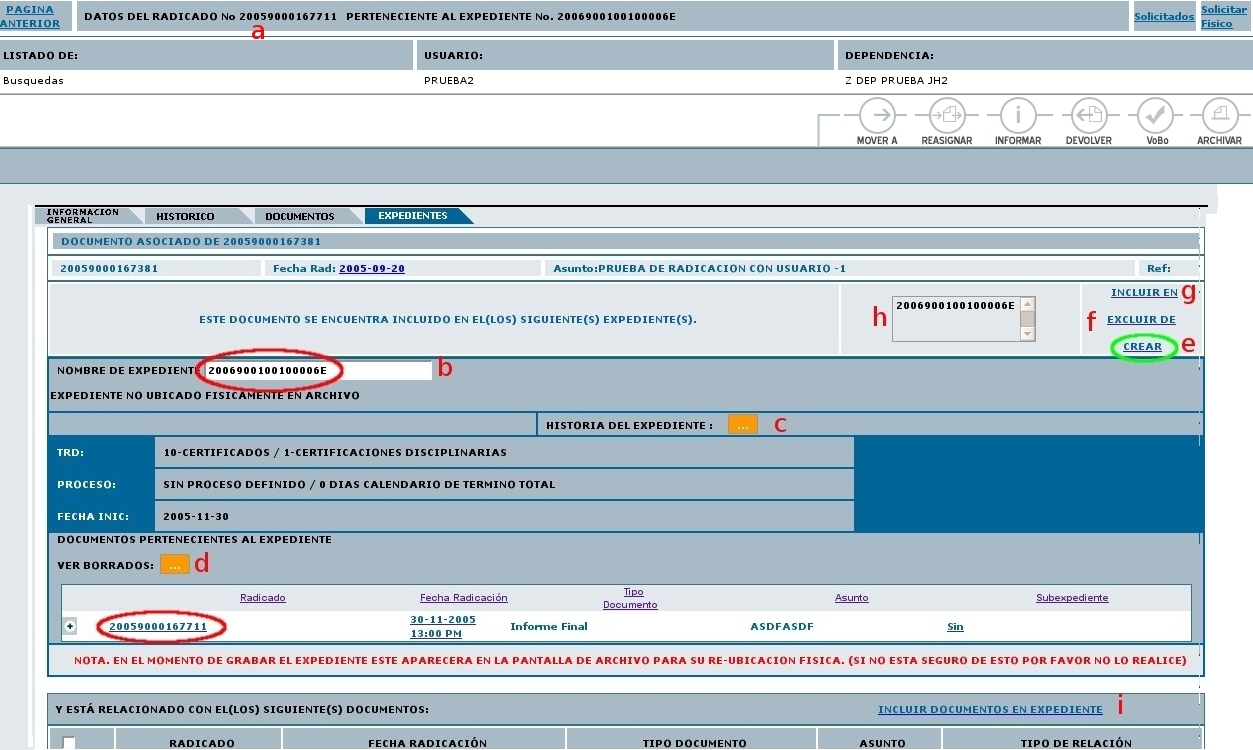 PAGINA ANTERIOR
DATOS DEL RADICADO No 20059000167711 PERTENECIENTE AL EXPEDIENTE No. 2006900100100006E
a
Solicitados
Solicitar Fisico
LISTADO DE: USUARIO: DEPENDENCIA:
Busquedas PRUEBA2 Z DEP PRUEBA JH2
MOVER A REASIGNAR INFORMAR DEVOLVER VoBo ARCHIVAR
INFORMACION GENERAL HISTORICO DOCUMENTOS EXPEDIENTES
DOCUMENTO ASOCIADO DE 20059000167381
20059000167381 Fecha Rad: 2005-09-20 Asunto:PRUEBA DE RADICACION CON USUARIO -1 Ref:
ESTE DOCUMENTO SE ENCUENTRA INCLUIDO EN EL(LOS) SIGUIENTE(S) EXPEDIENTE(S).
h 2006900100100006E
INCLUIR EN g
f EXCLUIR DE
CREAR e
NOMBRE DE EXPEDIENTE 2006900100100006E b
EXPEDIENTE NO UBICADO FISICAMENTE EN ARCHIVO
HISTORIA DEL EXPEDIENTE : ... c
TRD: 10-CERTIFICADOS / 1-CERTIFICACIONES DISCIPLINARIAS
PROCESO: SIN PROCESO DEFINIDO / 0 DIAS CALENDARIO DE TERMINO TOTAL
FECHA INIC: 2005-11-30
DOCUMENTOS PERTENECIENTES AL EXPEDIENTE
VER BORRADOS: ... d
Radicado Fecha Radicación Tipo Documento Asunto Subexpediente
20059000167711 30-11-2005 13:00 PM Informe Final ASDFASDF Sin
NOTA. EN EL MOMENTO DE GRABAR EL EXPEDIENTE ESTE APARECERA EN LA PANTALLA DE ARCHIVO PARA SU RE-UBICACION FISICA. (SI NO ESTA SEGURO DE ESTO POR FAVOR NO LO REALICE)
Y ESTÁ RELACIONADO CON EL(LOS) SIGUIENTE(S) DOCUMENTOS: INCLUIR DOCUMENTOS EN EXPEDIENTE i
RADICADO FECHA RADICACIÓN TIPO DOCUMENTO ASUNTO TIPO DE RELACIÓN